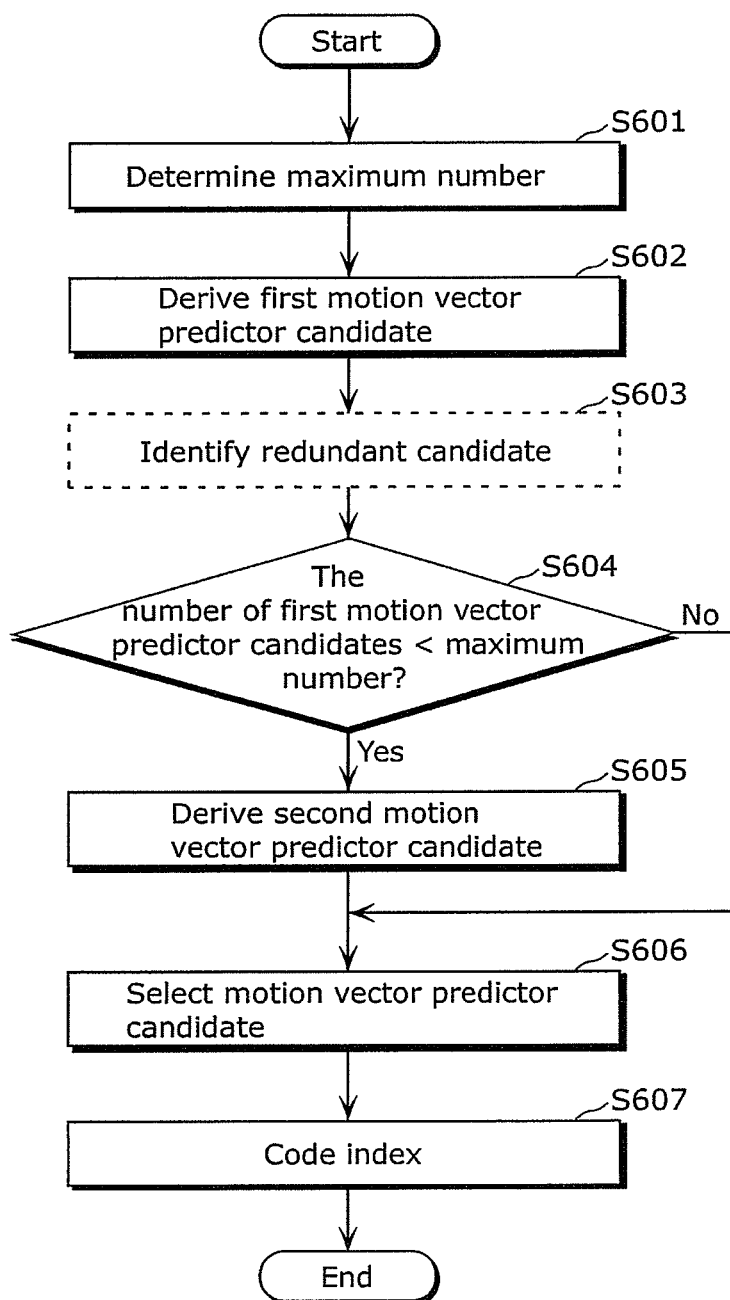 Start
S601
Determine maximum number
S602
Derive first motion vector
predictor candidate
S603
Identify redundant candidate
S604
The
number of first motion vector
predictor candidates < maximum
number?
No
Yes
S605
Derive second motion
vector predictor candidate
S606
Select motion vector predictor
candidate
S607
Code index
End